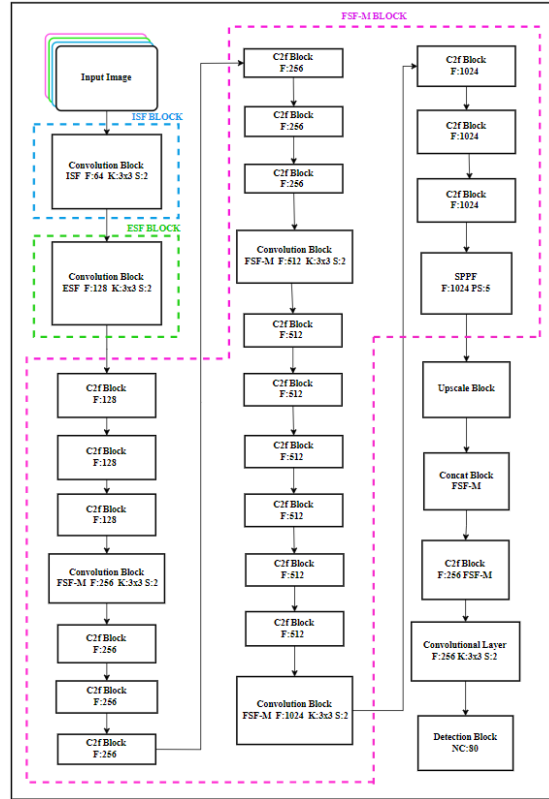 Input Image
ISF BLOCK
Convolution Block
ISF F:64 K:3x3 S:2
ESF BLOCK
Convolution Block
ESF F:128 K:3x3 S:2
C2f Block
F:128
C2f Block
F:128
C2f Block
F:128
Convolution Block
FSF-M F:256 K:3x3 S:2
C2f Block
F:256
C2f Block
F:256
C2f Block
F:256
FSF-M BLOCK
C2f Block
F:256
C2f Block
F:256
C2f Block
F:256
Convolution Block
FSF-M F:512 K:3x3 S:2
C2f Block
F:512
C2f Block
F:512
C2f Block
F:512
C2f Block
F:512
C2f Block
F:512
C2f Block
F:512
Convolution Block
FSF-M F:1024 K:3x3 S:2
C2f Block
F:1024
C2f Block
F:1024
C2f Block
F:1024
SPPF
F:1024 PS:5
Upscale Block
Concat Block
FSF-M
C2f Block
F:256 FSF-M
Convolutional Layer
F:256 K:3x3 S:2
Detection Block
NC:80